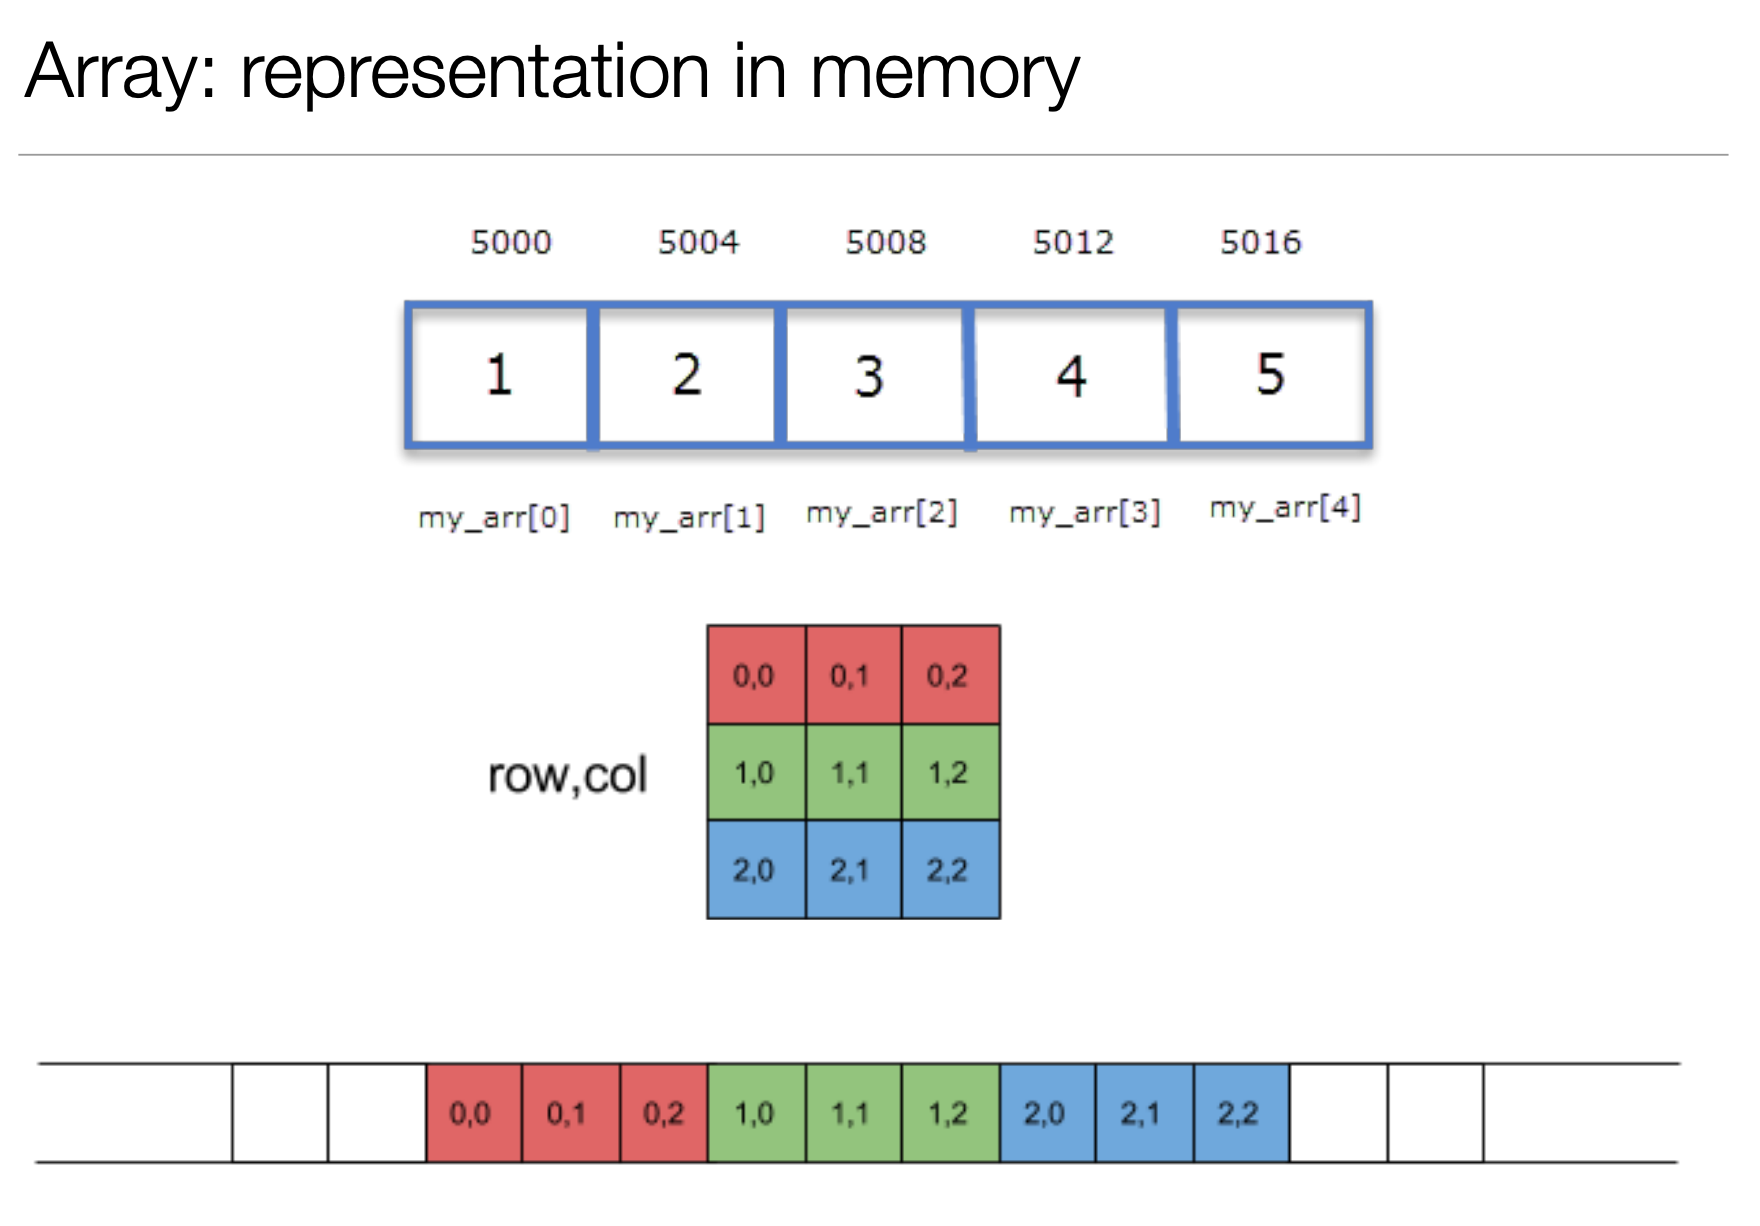 Array: representation in memory
5000 5004 5008 5012 5016
1 2 3 4 5
my_arr[0] my_arr[1] my_arr[2] my_arr[3] my_arr[4]
0,0 0,1 0,2
row,col 1,0 1,1 1,2
2,0 2,1 2,2
0,0 0,1 0,2 1,0 1,1 1,2 2,0 2,1 2,2